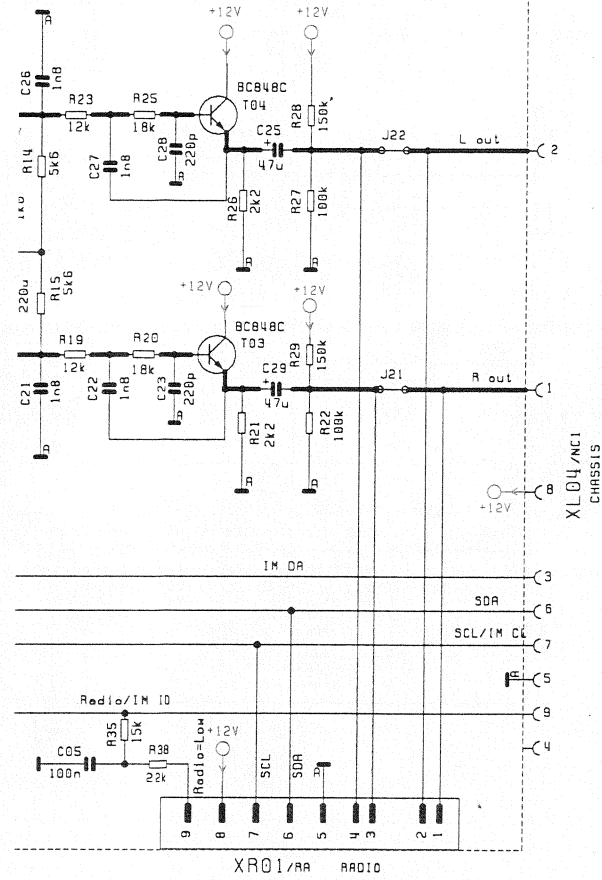 A
+12V
+12V
C26
1n8
BC848C
T04
R23
12k
R25
18k
C28
220p
A
R28
150k
C25
+
47u
J22
L out
2
R14
5k6
C27
1n8
R26
2k2
A
R27
100k
A
220u
R15
5k6
+12V
+12V
BC848C
T03
R19
12k
R20
18k
C29
+
47u
R29
150k
J21
R out
1
C21
1n8
A
C22
1n8
C23
220p
A
R21
2k2
A
R22
100k
A
+12V
8
XL04/NC1
CHASSIS
IM DA
3
SDA
6
SCL/IM CL
7
A
5
Radio/IM ID
9
4
R35
15k
C05
100n
R38
22k
Radio=Low
+12V
SCL
SDA
A
9
8
7
6
5
4
3
2
1
XR01/RA RADIO